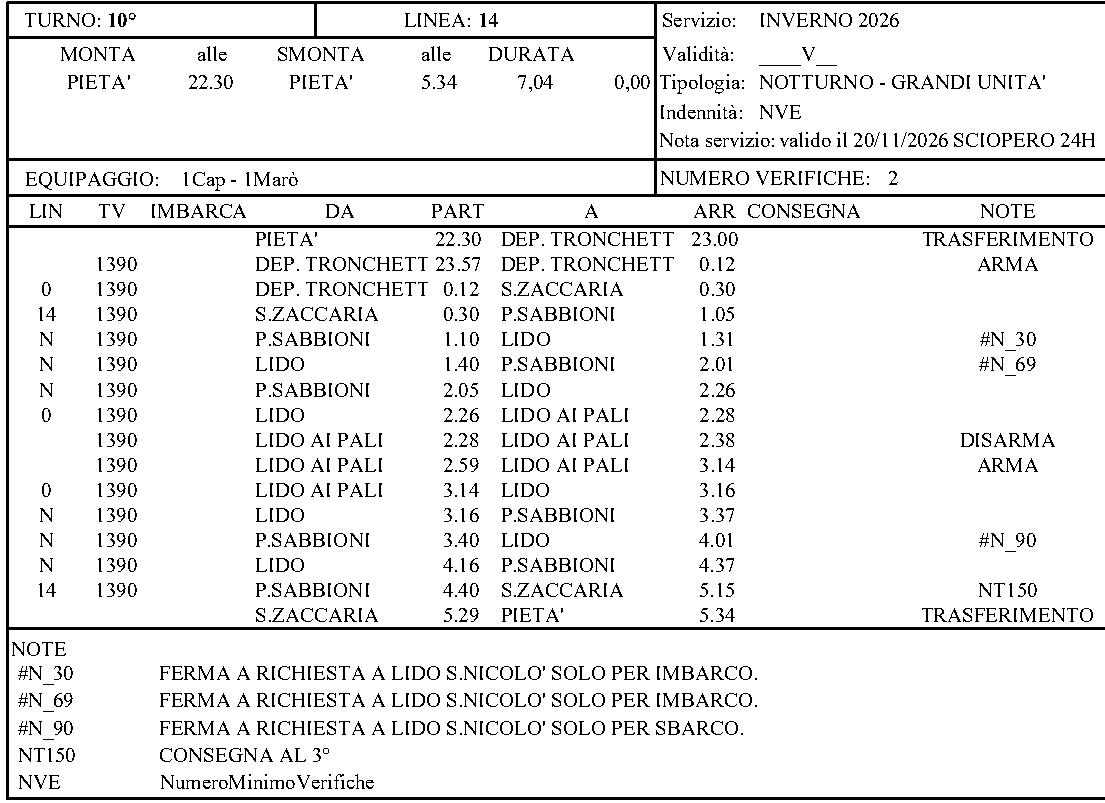 TURNO: 10° LINEA: 14 Servizio: INVERNO 2026
MONTA alle SMONTA alle DURATA Validità: ____V__
PIETA' 22.30 PIETA' 5.34 7,04 0,00 Tipologia: NOTTURNO - GRANDI UNITA'
Indennità: NVE
Nota servizio: valido il 20/11/2026 SCIOPERO 24H
EQUIPAGGIO: 1Cap - 1Marò NUMERO VERIFICHE: 2
LIN TV IMBARCA DA PART A ARR CONSEGNA NOTE
PIETA' 22.30 DEP. TRONCHETT 23.00 TRASFERIMENTO
1390 DEP. TRONCHETT 23.57 DEP. TRONCHETT 0.12 ARMA
0 1390 DEP. TRONCHETT 0.12 S.ZACCARIA 0.30
14 1390 S.ZACCARIA 0.30 P.SABBIONI 1.05
N 1390 P.SABBIONI 1.10 LIDO 1.31 #N_30
N 1390 LIDO 1.40 P.SABBIONI 2.01 #N_69
N 1390 P.SABBIONI 2.05 LIDO 2.26
0 1390 LIDO 2.26 LIDO AI PALI 2.28
1390 LIDO AI PALI 2.28 LIDO AI PALI 2.38 DISARMA
1390 LIDO AI PALI 2.59 LIDO AI PALI 3.14 ARMA
0 1390 LIDO AI PALI 3.14 LIDO 3.16
N 1390 LIDO 3.16 P.SABBIONI 3.37
N 1390 P.SABBIONI 3.40 LIDO 4.01 #N_90
N 1390 LIDO 4.16 P.SABBIONI 4.37
14 1390 P.SABBIONI 4.40 S.ZACCARIA 5.15 NT150
S.ZACCARIA 5.29 PIETA' 5.34 TRASFERIMENTO
NOTE
#N_30 FERMA A RICHIESTA A LIDO S.NICOLO' SOLO PER IMBARCO.
#N_69 FERMA A RICHIESTA A LIDO S.NICOLO' SOLO PER IMBARCO.
#N_90 FERMA A RICHIESTA A LIDO S.NICOLO' SOLO PER SBARCO.
NT150 CONSEGNA AL 3°
NVE NumeroMinimoVerifiche